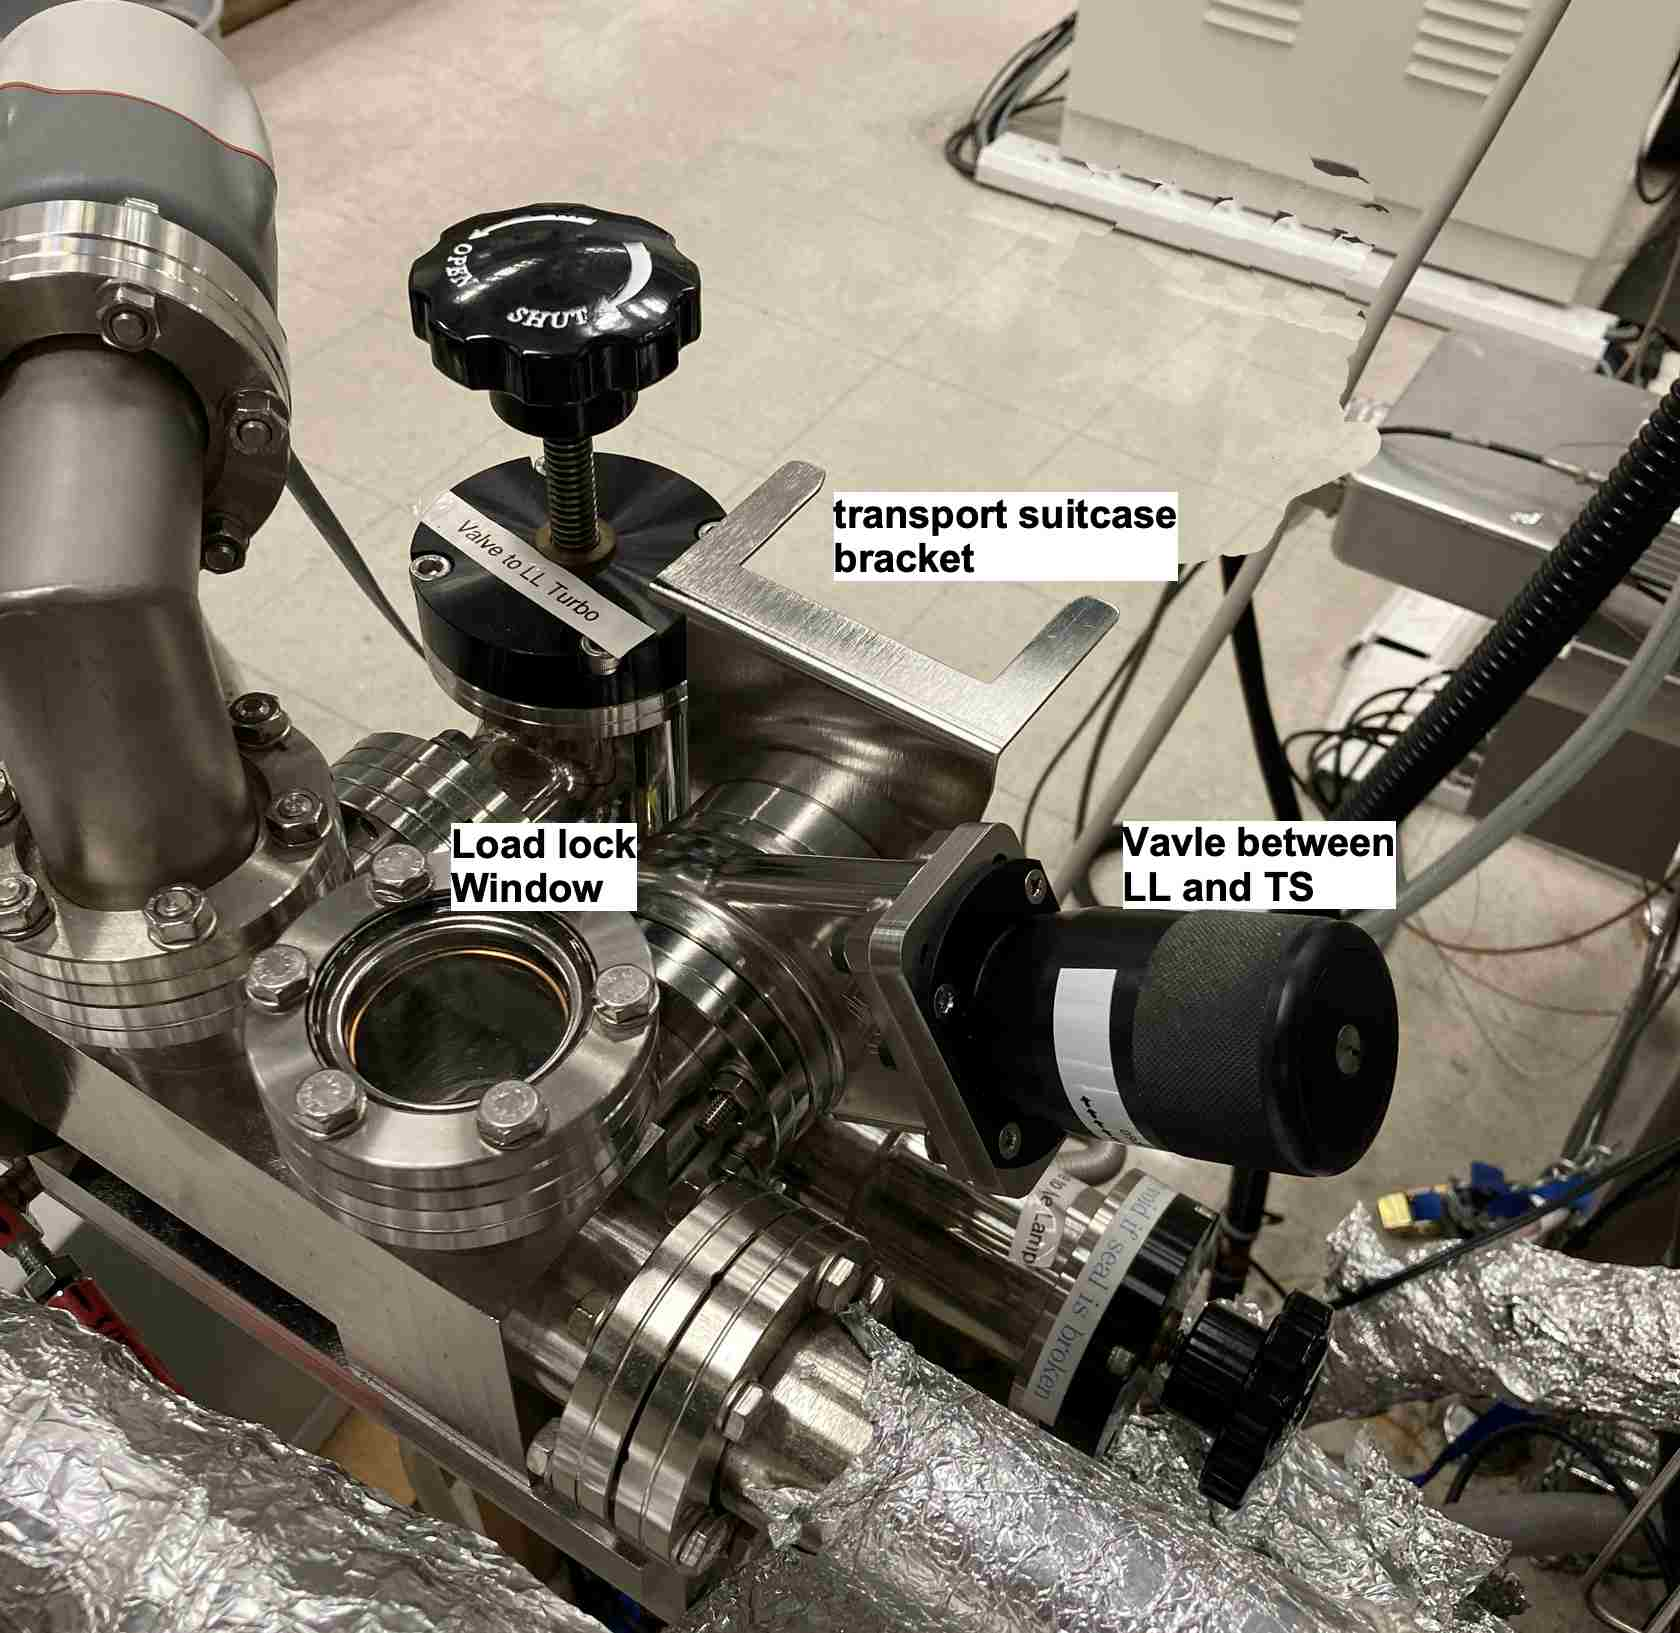 OPEN
SHUT
Valve to LL Turbo
transport suitcase
bracket
Load lock
Window
Vavle between
LL and TS
if seal is broken